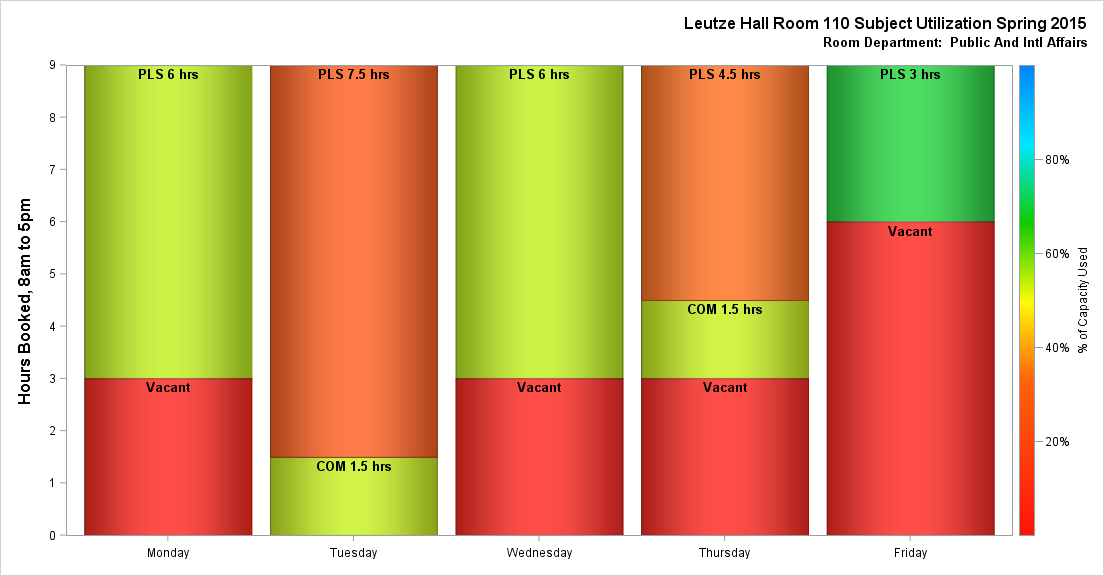 Leutze Hall Room 110 Subject Utilization Spring 2015
Room Department:  Public And Intl Affairs
Hours Booked, 8am to 5pm
9
8
7
6
5
4
3
2
1
0
PLS 6 hrs
Vacant
PLS 7.5 hrs
COM 1.5 hrs
PLS 6 hrs
Vacant
PLS 4.5 hrs
COM 1.5 hrs
Vacant
PLS 3 hrs
Vacant
Monday
Tuesday
Wednesday
Thursday
Friday
80%
60%
40%
20%
% of Capacity Used